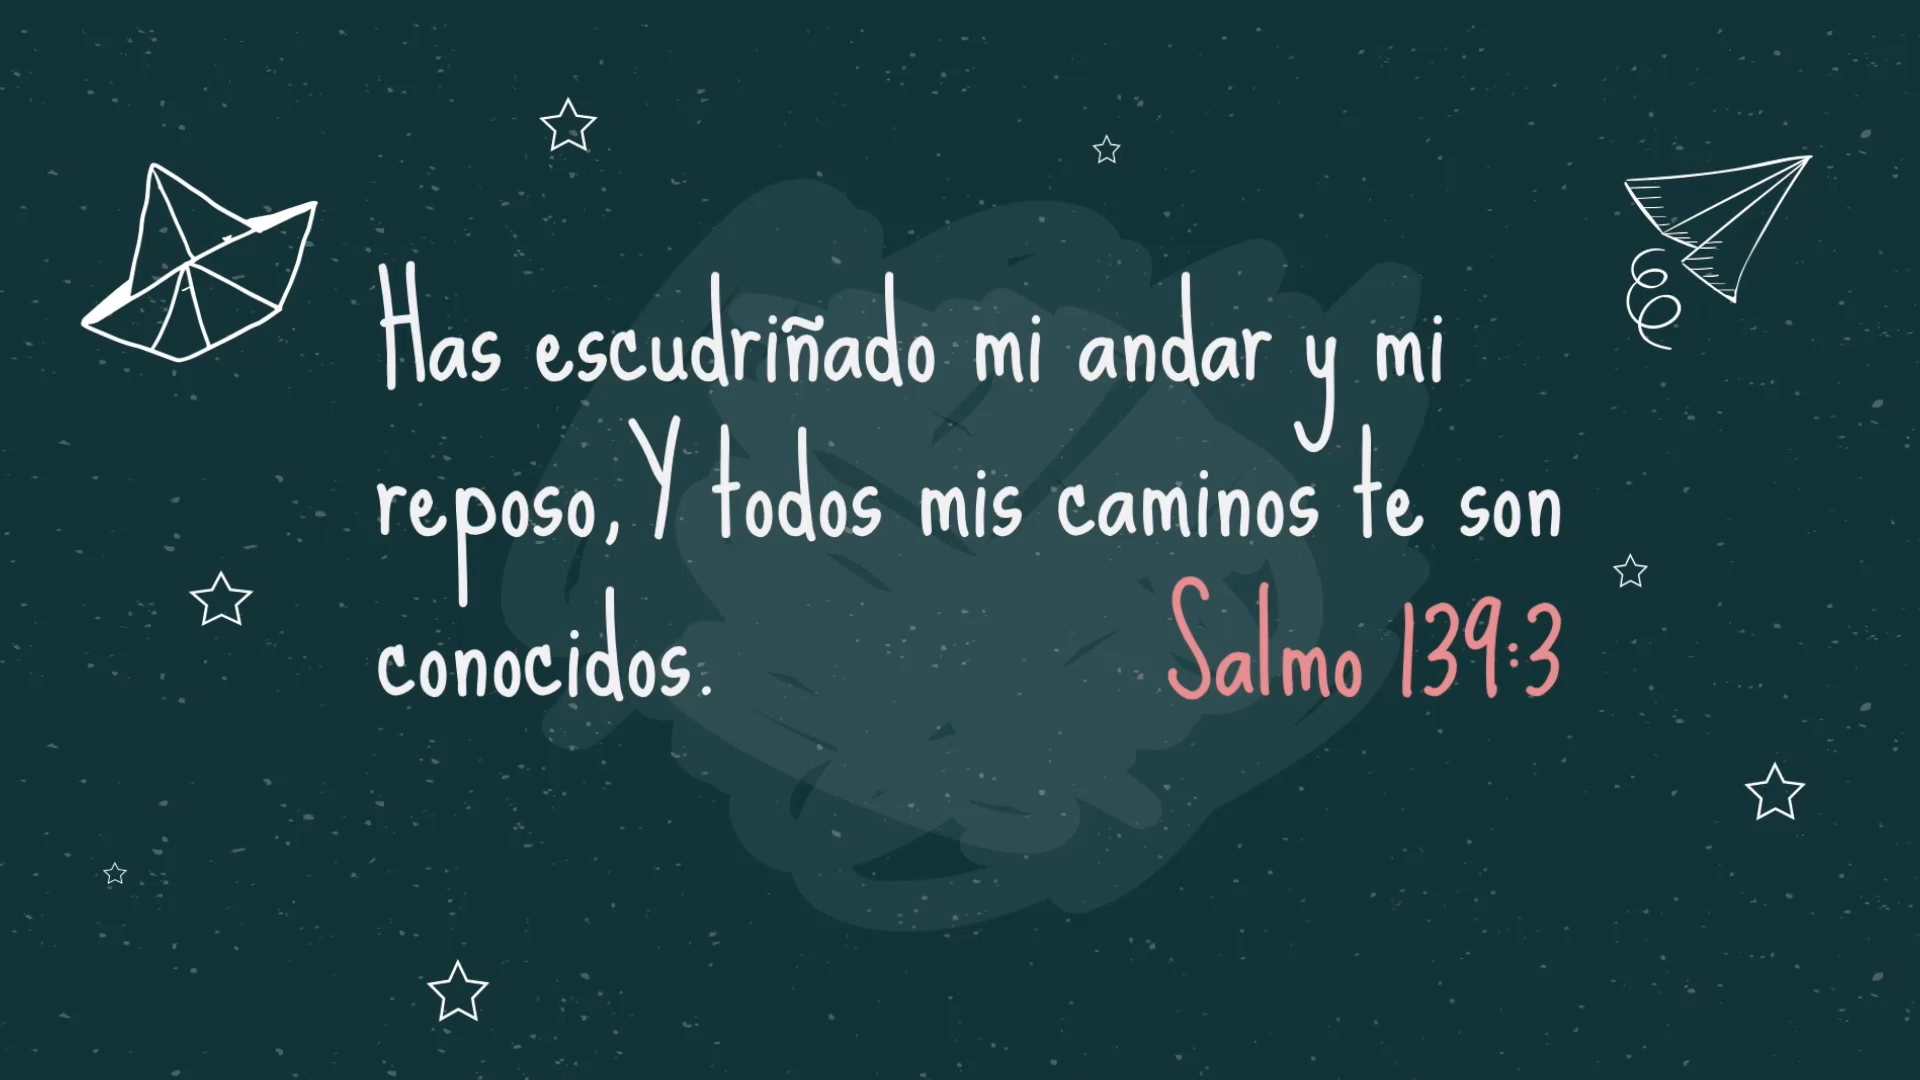 Has escudriñado mi andar y mi
reposo, Y todos mis caminos te son
conocidos. Salmo 139:3